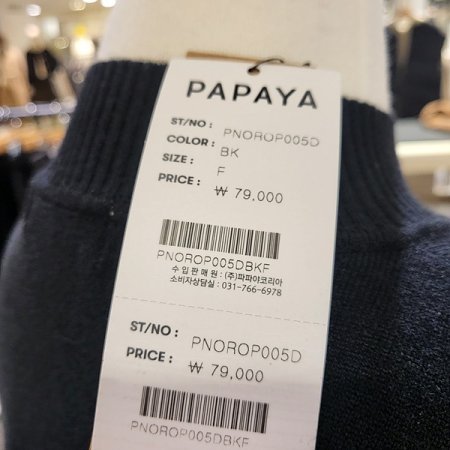 PAPAYA
ST/NO : PNOROP005D
COLOR : BK
SIZE : F
PRICE : ₩ 79,000
PNOROP005DBKF
수 입 판 매 원 : (주)파파야코리아
소비자상담실 : 031-766-6978
ST/NO : PNOROP005D
PRICE : ₩ 79,000
PNOROP005DBKF